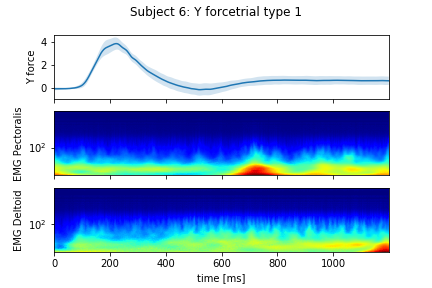 Subject 6: Y forcetrial type 1
Y force
4
2
0
EMG Pectoralis
10²
EMG Deltoid
10²
0 200 400 600 800 1000
time [ms]